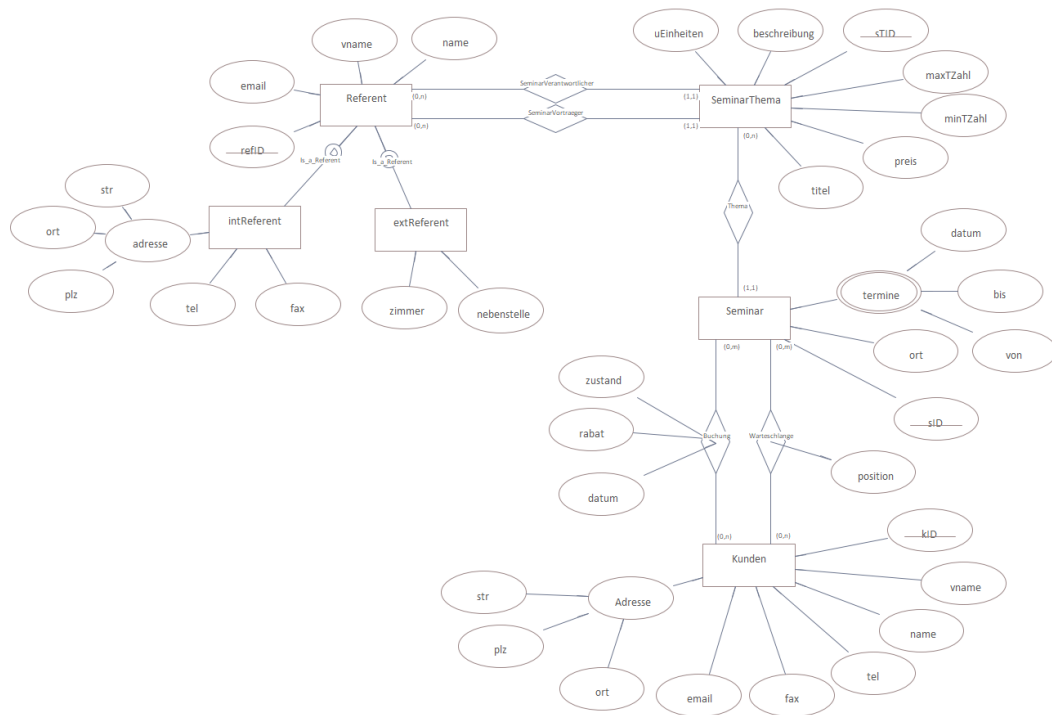 uEinheiten
beschreibung
sTID
vname
name
email
Referent
(0,n)
SeminarVerantwortlicher
(1,1)
SeminarThema
maxTZahl
(0,n)
SeminarVortraeger
(1,1)
minTZahl
refID
(0,n)
Is_a_Referent
Is_a_Referent
preis
titel
str
ort
adresse
plz
intReferent
extReferent
tel
fax
zimmer
nebenstelle
Thema
(1,1)
Seminar
termine
datum
bis
von
ort
sID
(0,m)
(0,m)
zustand
rabat
datum
Buchung
Warteschlange
position
(0,n)
(0,n)
Kunden
kID
vname
name
tel
fax
email
Adresse
str
plz
ort